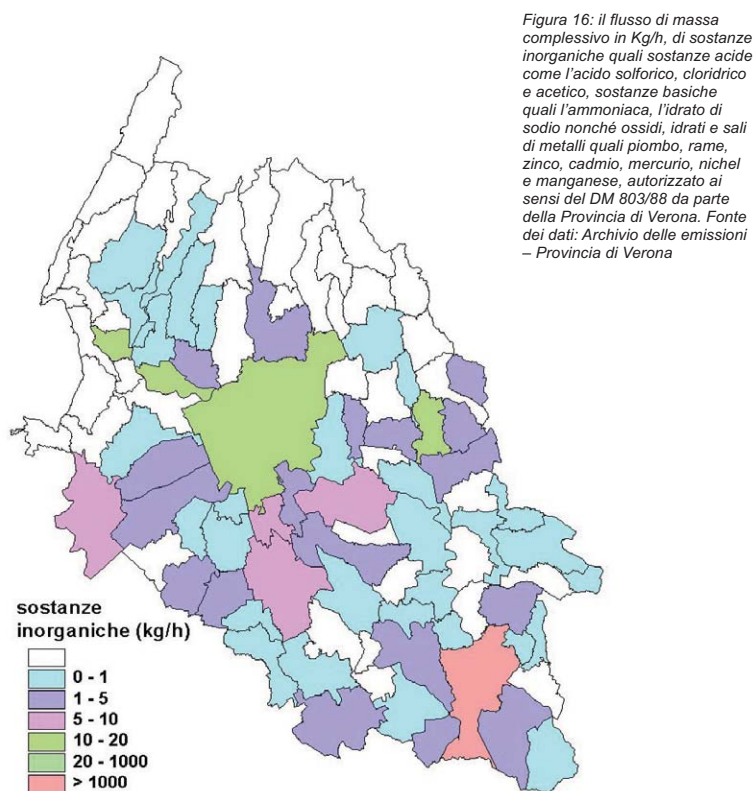 Figura 16: il flusso di massa
complessivo in Kg/h, di sostanze
inorganiche quali sostanze acide
come l'acido solforico, cloridrico
e acetico, sostanze basiche
quali l'ammoniaca, l'idrato di
sodio nonché ossidi, idrati e sali
di metalli quali piombo, rame,
zinco, cadmio, mercurio, nichel
e manganese, autorizzato ai
sensi del DM 803/88 da parte
della Provincia di Verona. Fonte
dei dati: Archivio delle emissioni
– Provincia di Verona
sostanze
inorganiche (kg/h)
0 - 1
1 - 5
5 - 10
10 - 20
20 - 1000
> 1000